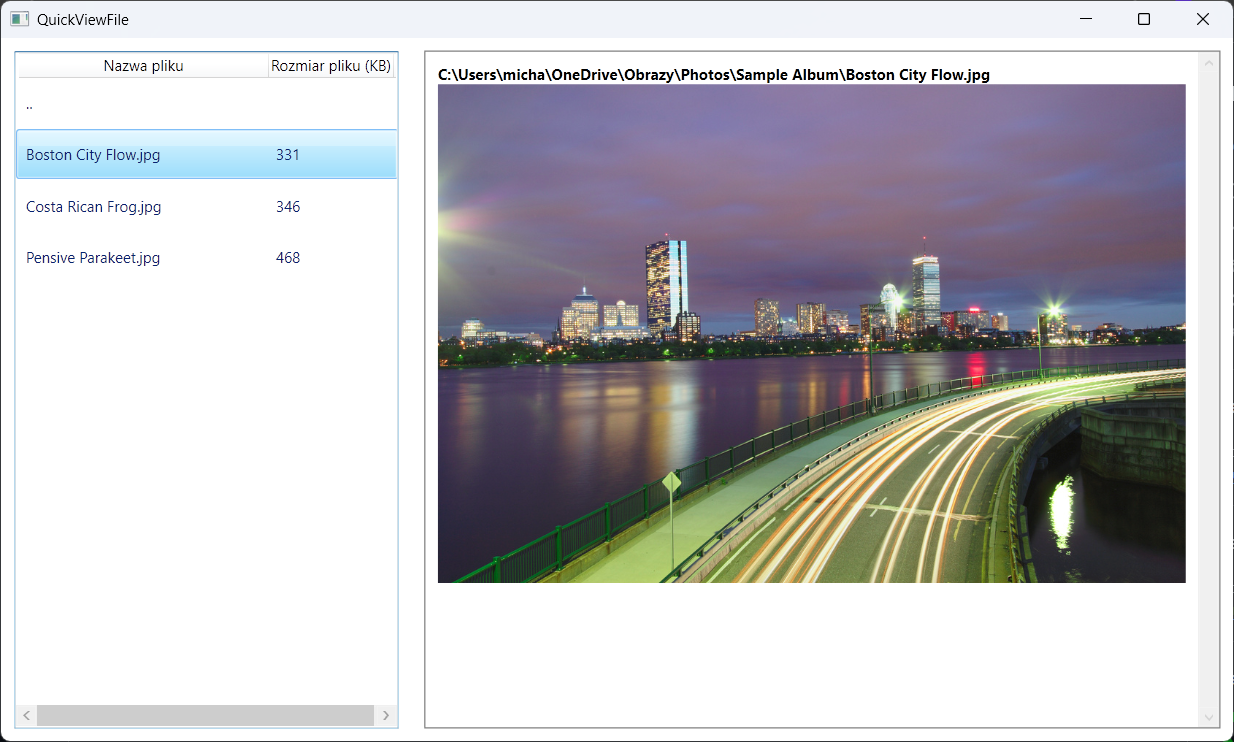 QuickViewFile
Nazwa pliku Rozmiar pliku (KB)
..
Boston City Flow.jpg 331
Costa Rican Frog.jpg 346
Pensive Parakeet.jpg 468
C:\Users\micha\OneDrive\Obrazy\Photos\Sample Album\Boston City Flow.jpg